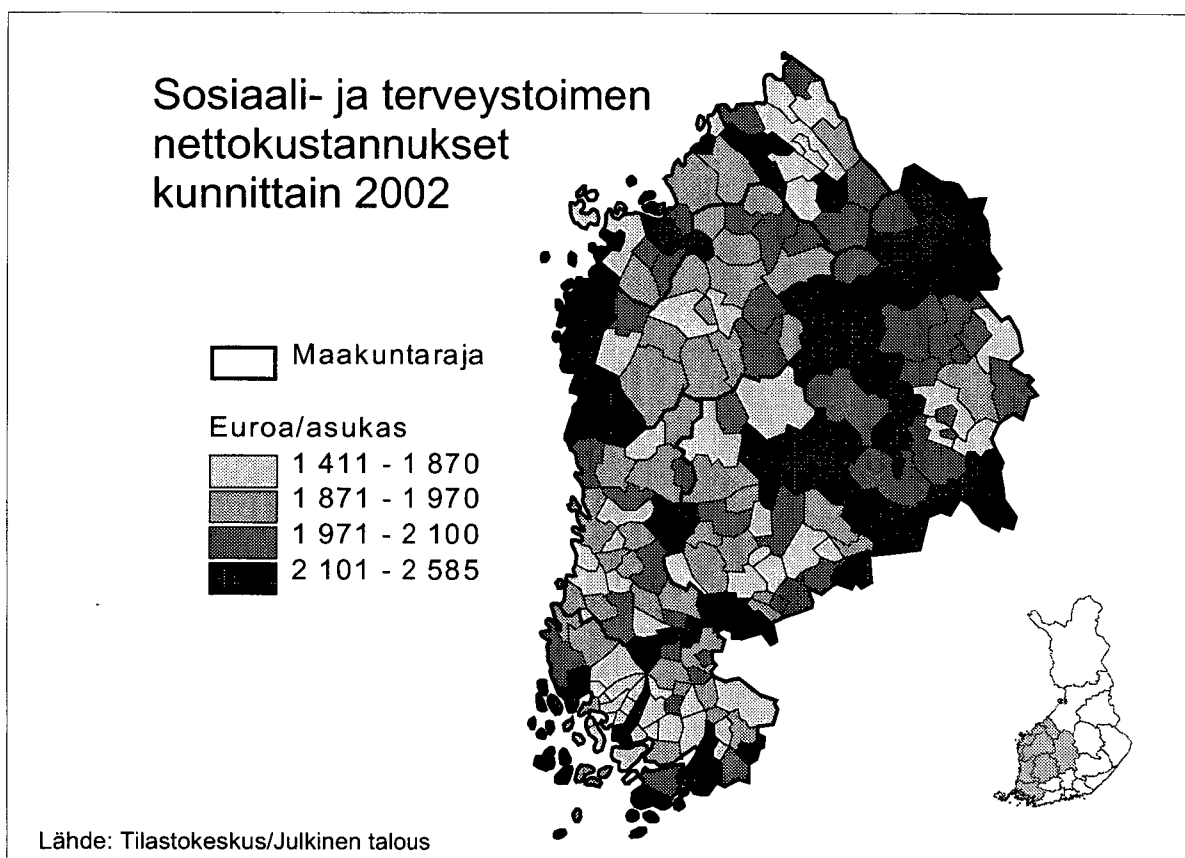 Sosiaali- ja terveystoimen
nettokustannukset
kunnittain 2002
Maakuntaraja
Euroa/asukas
1 411 - 1 870
1 871 - 1 970
1 971 - 2 100
2 101 - 2 585
Lähde: Tilastokeskus/Julkinen talous